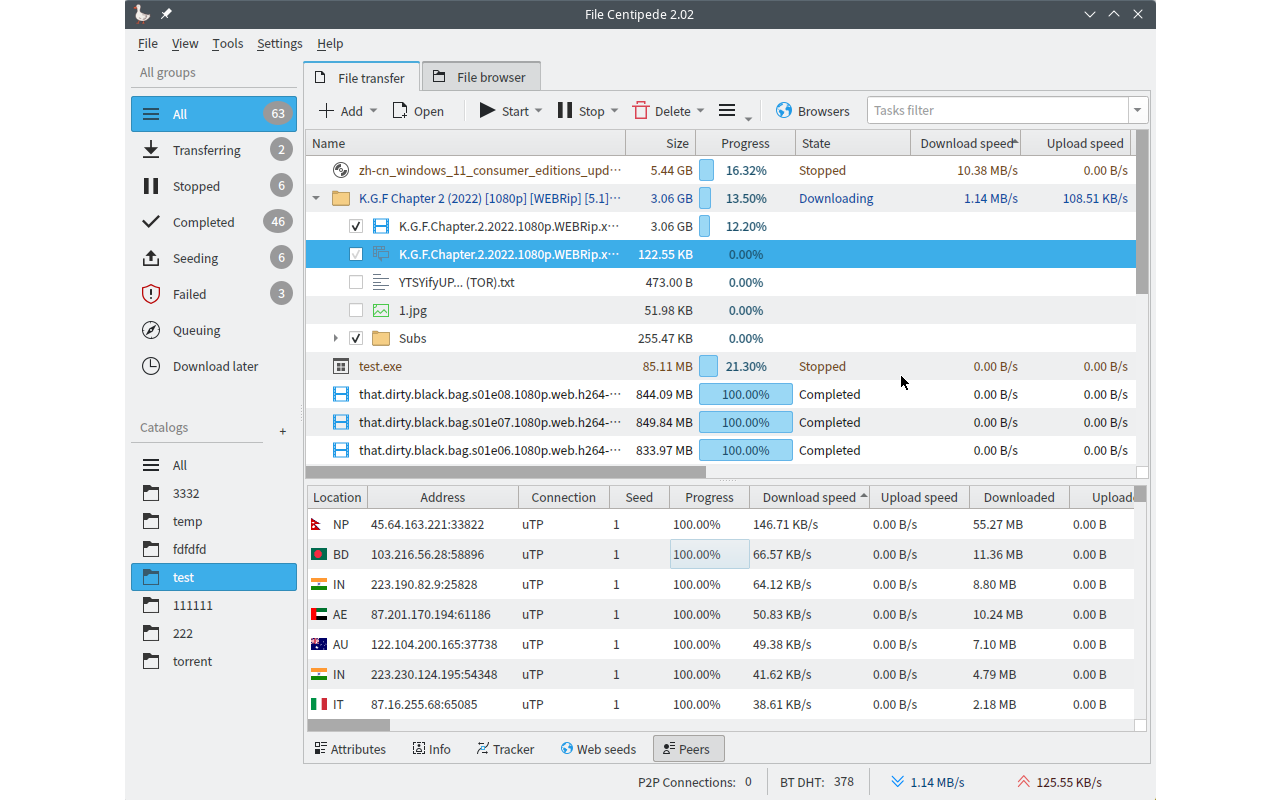 File Centipede 2.02
File View Tools Settings Help
All groups
All 63
Transferring 2
Stopped 6
Completed 46
Seeding 6
Failed 3
Queuing
Download later
Catalogs +
All
3332
temp
fdfdfd
test
111111
222
torrent
File transfer File browser
Add Open Start Stop Delete Browsers Tasks filter
Name Size Progress State Download speed Upload speed
zh-cn_windows_11_consumer_editions_upd··· 5.44 GB 16.32% Stopped 10.38 MB/s 0.00 B/s
K.G.F Chapter 2 (2022) [1080p] [WEBRip] [5.1]··· 3.06 GB 13.50% Downloading 1.14 MB/s 108.51 KB/s
K.G.F.Chapter.2.2022.1080p.WEBRip.x··· 3.06 GB 12.20%
K.G.F.Chapter.2.2022.1080p.WEBRip.x··· 122.55 KB 0.00%
YTSYifyUP... (TOR).txt 473.00 B 0.00%
1.jpg 51.98 KB 0.00%
Subs 255.47 KB 0.00%
test.exe 85.11 MB 21.30% Stopped 0.00 B/s 0.00 B/s
that.dirty.black.bag.s01e08.1080p.web.h264-··· 844.09 MB 100.00% Completed 0.00 B/s 0.00 B/s
that.dirty.black.bag.s01e07.1080p.web.h264-··· 849.84 MB 100.00% Completed 0.00 B/s 0.00 B/s
that.dirty.black.bag.s01e06.1080p.web.h264-··· 833.97 MB 100.00% Completed 0.00 B/s 0.00 B/s
Location Address Connection Seed Progress Download speed Upload speed Downloaded Uploade
NP 45.64.163.221:33822 uTP 1 100.00% 146.71 KB/s 0.00 B/s 55.27 MB 0.00 B
BD 103.216.56.28:58896 uTP 1 100.00% 66.57 KB/s 0.00 B/s 11.36 MB 0.00 B
IN 223.190.82.9:25828 uTP 1 100.00% 64.12 KB/s 0.00 B/s 8.80 MB 0.00 B
AE 87.201.170.194:61186 uTP 1 100.00% 50.83 KB/s 0.00 B/s 10.24 MB 0.00 B
AU 122.104.200.165:37738 uTP 1 100.00% 49.38 KB/s 0.00 B/s 7.10 MB 0.00 B
IN 223.230.124.195:54348 uTP 1 100.00% 41.62 KB/s 0.00 B/s 4.79 MB 0.00 B
IT 87.16.255.68:65085 uTP 1 100.00% 38.61 KB/s 0.00 B/s 2.18 MB 0.00 B
Attributes Info Tracker Web seeds Peers
P2P Connections: 0 BT DHT: 378 1.14 MB/s 125.55 KB/s